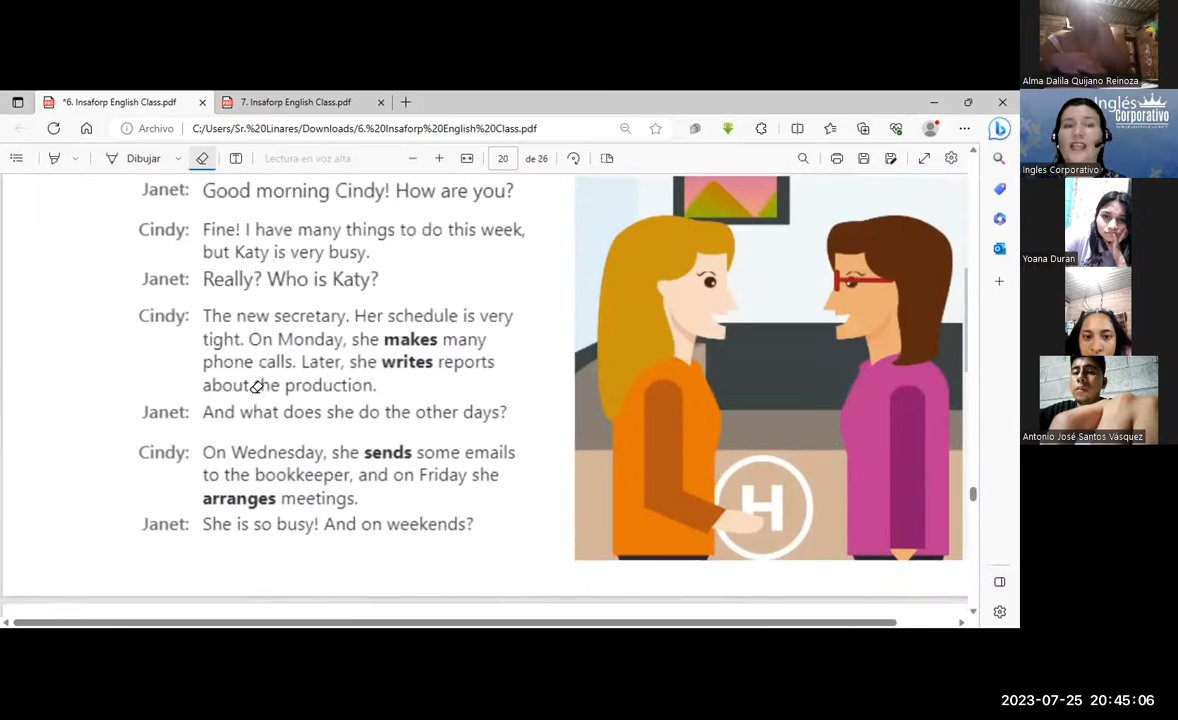 *6. Insaforp English Class.pdf
7. Insaforp English Class.pdf
Archivo
C:/Users/Sr.%20Linares/Downloads/6.%20Insaforp%20English%20Class.pdf
Dibujar
Lectura en voz alta
20
de 26
Janet: Good morning Cindy! How are you?
Cindy: Fine! I have many things to do this week,
but Katy is very busy.
Janet: Really? Who is Katy?
Cindy: The new secretary. Her schedule is very
tight. On Monday, she makes many
phone calls. Later, she writes reports
about the production.
Janet: And what does she do the other days?
Cindy: On Wednesday, she sends some emails
to the bookkeeper, and on Friday she
arranges meetings.
Janet: She is so busy! And on weekends?
H
Alma Dalila Quijano Reinoza
Inglés
Corporativo
Ingles Corporativo
Yoana Duran
Antonio José Santos Vásquez
2023-07-25 20:45:06